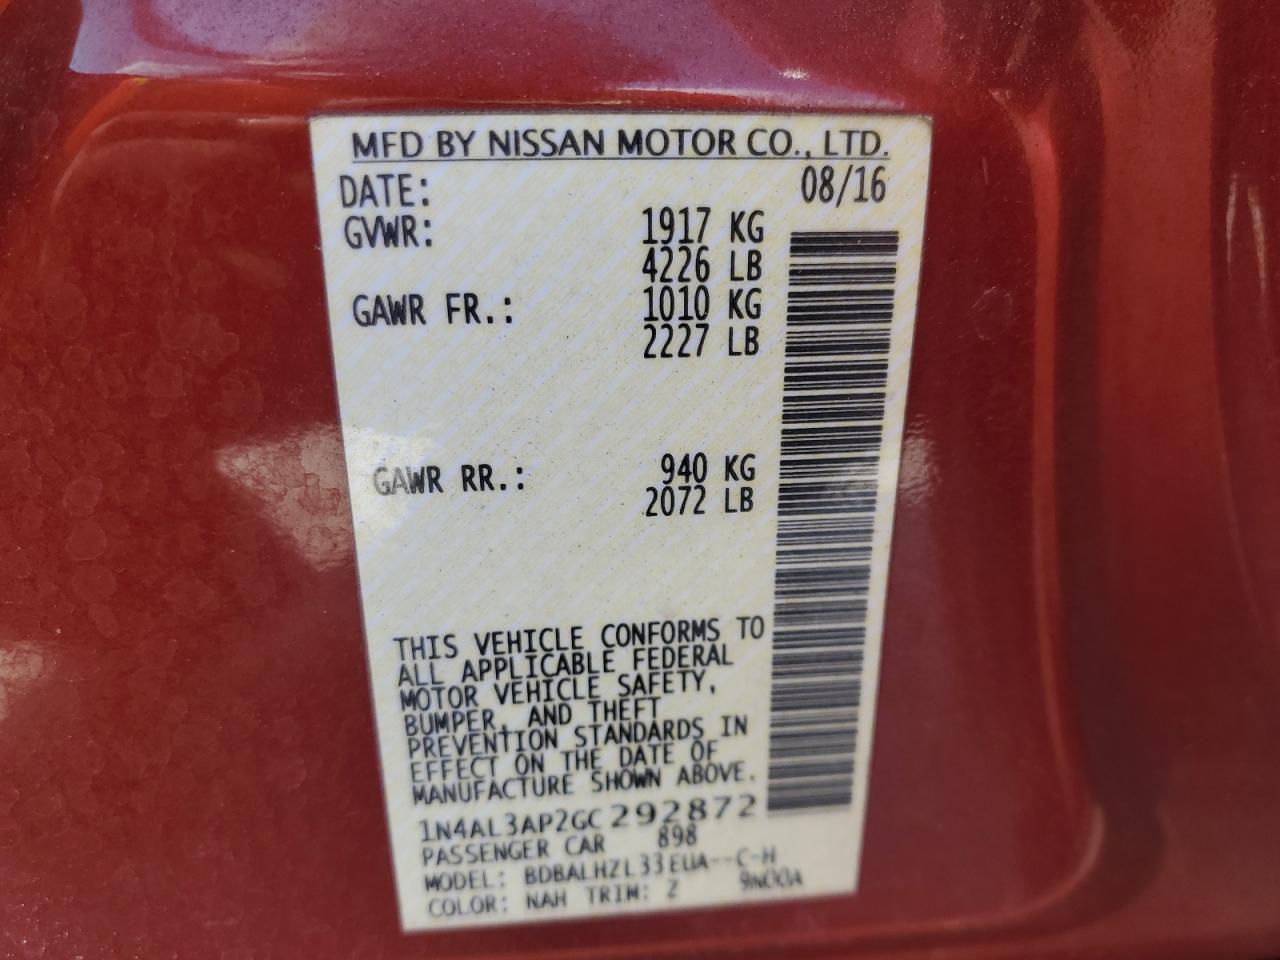 MFD BY NISSAN MOTOR CO., LTD.
DATE: 08/16
GVWR: 1917 KG
4226 LB
GAWR FR.: 1010 KG
2227 LB
GAWR RR.: 940 KG
2072 LB
THIS VEHICLE CONFORMS TO
ALL APPLICABLE FEDERAL
MOTOR VEHICLE SAFETY,
BUMPER, AND THEFT
PREVENTION STANDARDS IN
EFFECT ON THE DATE OF
MANUFACTURE SHOWN ABOVE.
1N4AL3AP2GC292872
PASSENGER CAR 898
MODEL: BDBALHZL33EUA--C-H
COLOR: NAH TRIM: Z